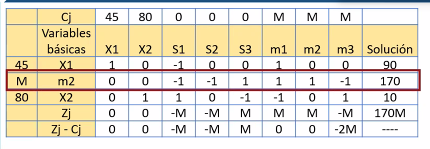 Cj 45 80 0 0 0 M M M
Variables básicas X1 X2 S1 S2 S3 m1 m2 m3 Solución
45 X1 1 0 -1 0 0 1 0 0 90
M m2 0 0 -1 -1 1 1 1 -1 170
80 X2 0 1 1 0 -1 -1 0 1 10
Zj 0 0 -M -M M M M -M 170M
Zj - Cj 0 0 -M -M M 0 0 -2M ----